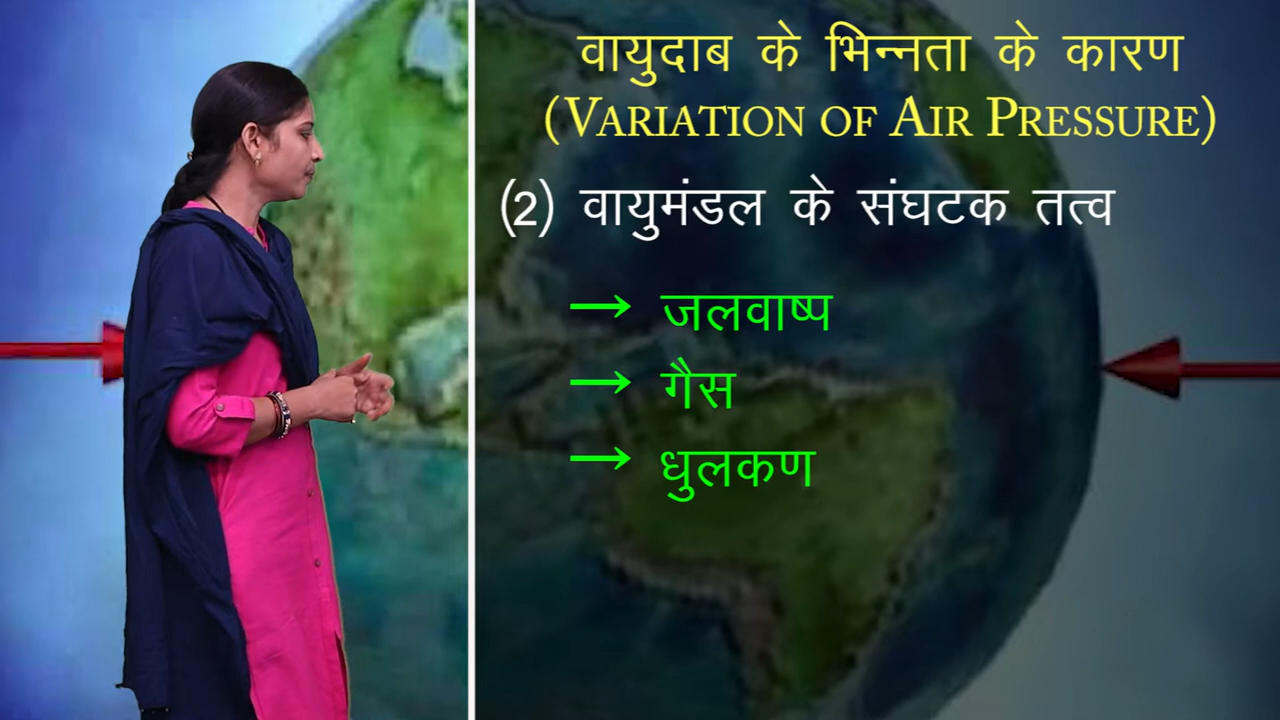 वायुदाब के भिन्नता के कारण
(VARIATION OF AIR PRESSURE)
(2) वायुमंडल के संघटक तत्व
→ जलवाष्प
→ गैस
→ धुलकण